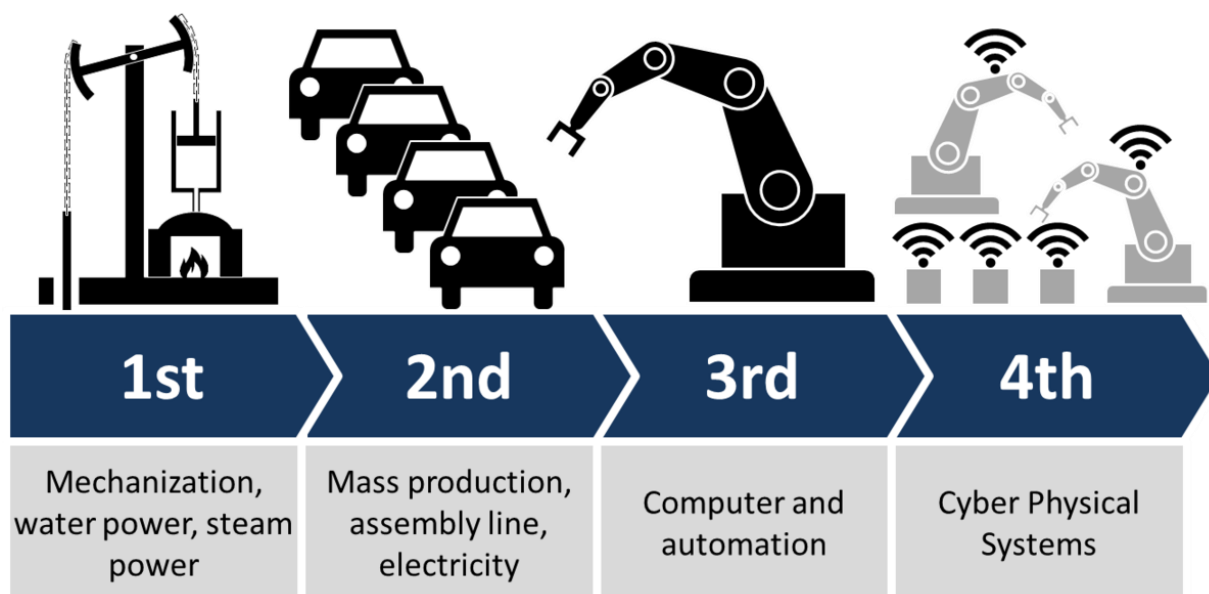 1st
2nd
3rd
4th
Mechanization,
water power, steam
power
Mass production,
assembly line,
electricity
Computer and
automation
Cyber Physical
Systems